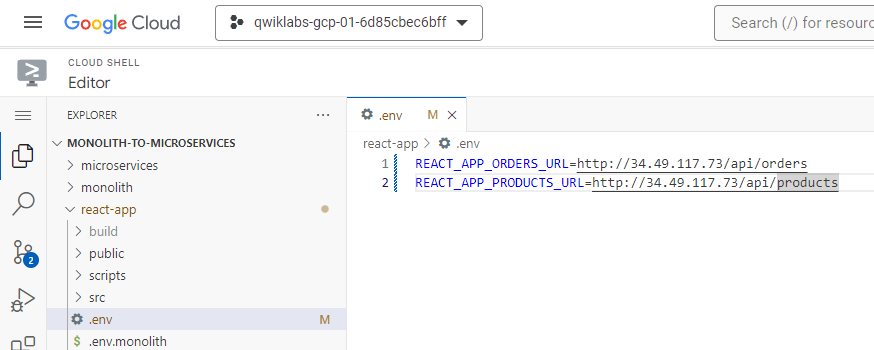 Google Cloud
qwiklabs-gcp-01-6d85cbec6bff
Search (/) for resourc
CLOUD SHELL
Editor
EXPLORER
...
.env
M
MONOLITH-TO-MICROSERVICES
react-app > .env
microservices
1 REACT_APP_ORDERS_URL=http://34.49.117.73/api/orders
monolith
2 REACT_APP_PRODUCTS_URL=http://34.49.117.73/api/products
react-app
build
public
scripts
2
src
.env M
$ .env.monolith